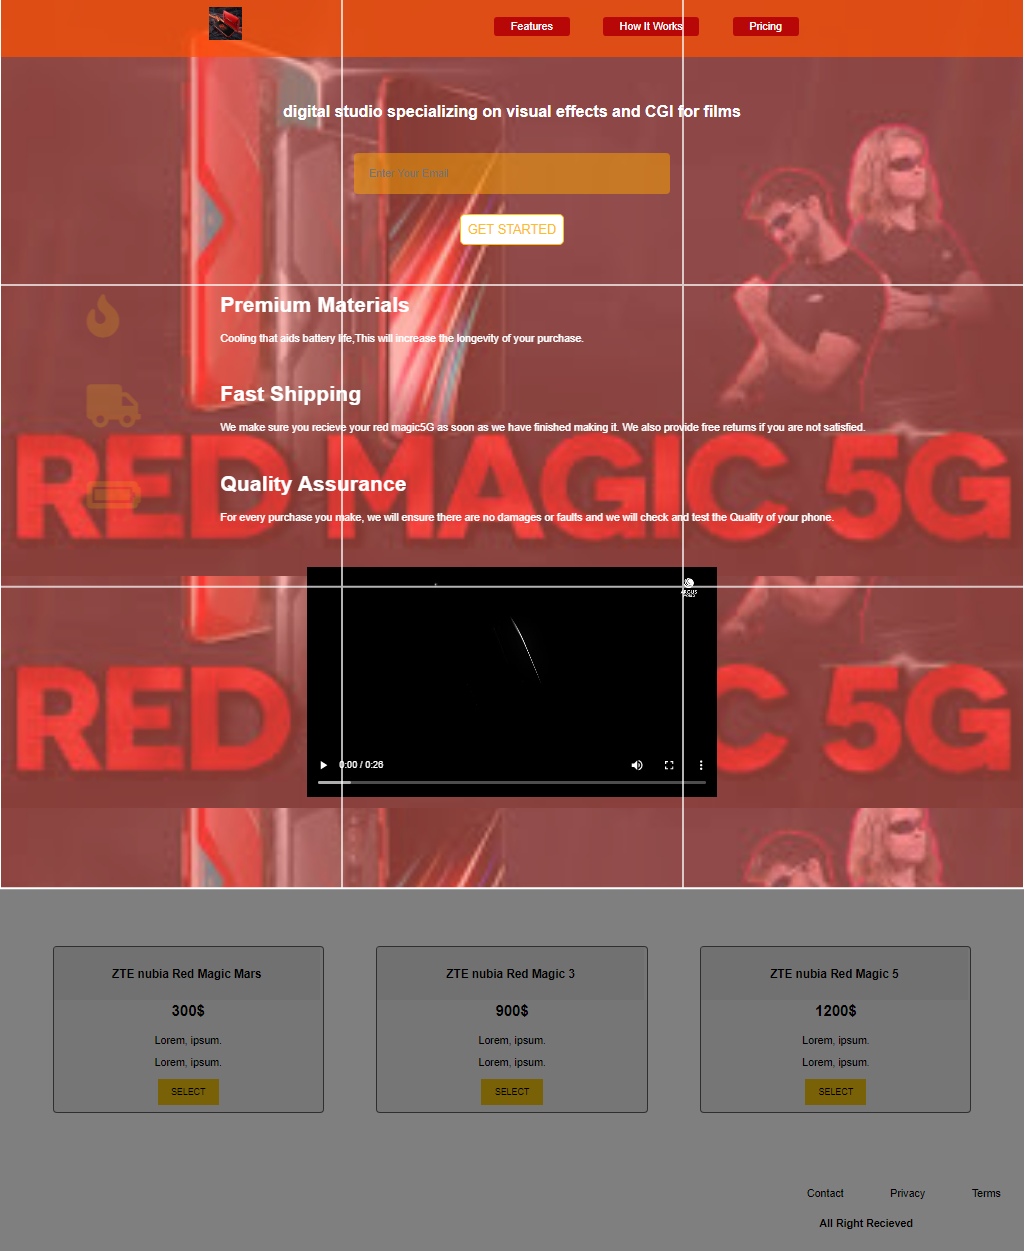 Features How It Works Pricing
digital studio specializing on visual effects and CGI for films
Enter Your Email
GET STARTED
Premium Materials
Cooling that aids battery life,This will increase the longevity of your purchase.
Fast Shipping
We make sure you recieve your red magic5G as soon as we have finished making it. We also provide free returns if you are not satisfied.
RED MAGIC 5G
Quality Assurance
For every purchase you make, we will ensure there are no damages or faults and we will check and test the Quality of your phone.
ARGUS
RED C 5G
0:00 / 0:26
ZTE nubia Red Magic Mars
300$
Lorem, ipsum.
Lorem, ipsum.
SELECT
ZTE nubia Red Magic 3
900$
Lorem, ipsum.
Lorem, ipsum.
SELECT
ZTE nubia Red Magic 5
1200$
Lorem, ipsum.
Lorem, ipsum.
SELECT
Contact Privacy Terms
All Right Recieved